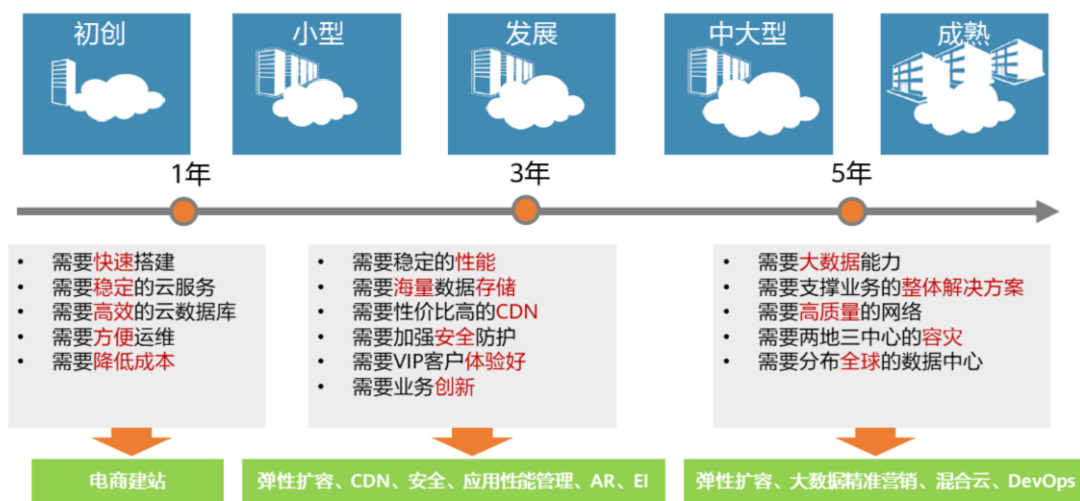 初创
小型
发展
中大型
成熟
1年
3年
5年
• 需要快速搭建
• 需要稳定的云服务
• 需要高效的云数据库
• 需要方便运维
• 需要降低成本
• 需要稳定的性能
• 需要海量数据存储
• 需要性价比高的CDN
• 需要加强安全防护
• 需要VIP客户体验好
• 需要业务创新
• 需要大数据能力
• 需要支撑业务的整体解决方案
• 需要高质量的网络
• 需要两地三中心的容灾
• 需要分布全球的数据中心
电商建站
弹性扩容、CDN、安全、应用性能管理、AR、EI
弹性扩容、大数据精准营销、混合云、DevOps